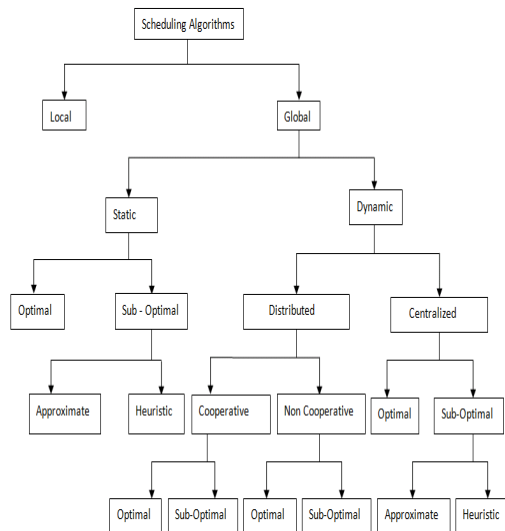 Scheduling Algorithms
Local
Global
Static
Dynamic
Optimal
Sub - Optimal
Distributed
Centralized
Approximate
Heuristic
Cooperative
Non Cooperative
Optimal
Sub-Optimal
Optimal
Sub-Optimal
Optimal
Sub-Optimal
Approximate
Heuristic